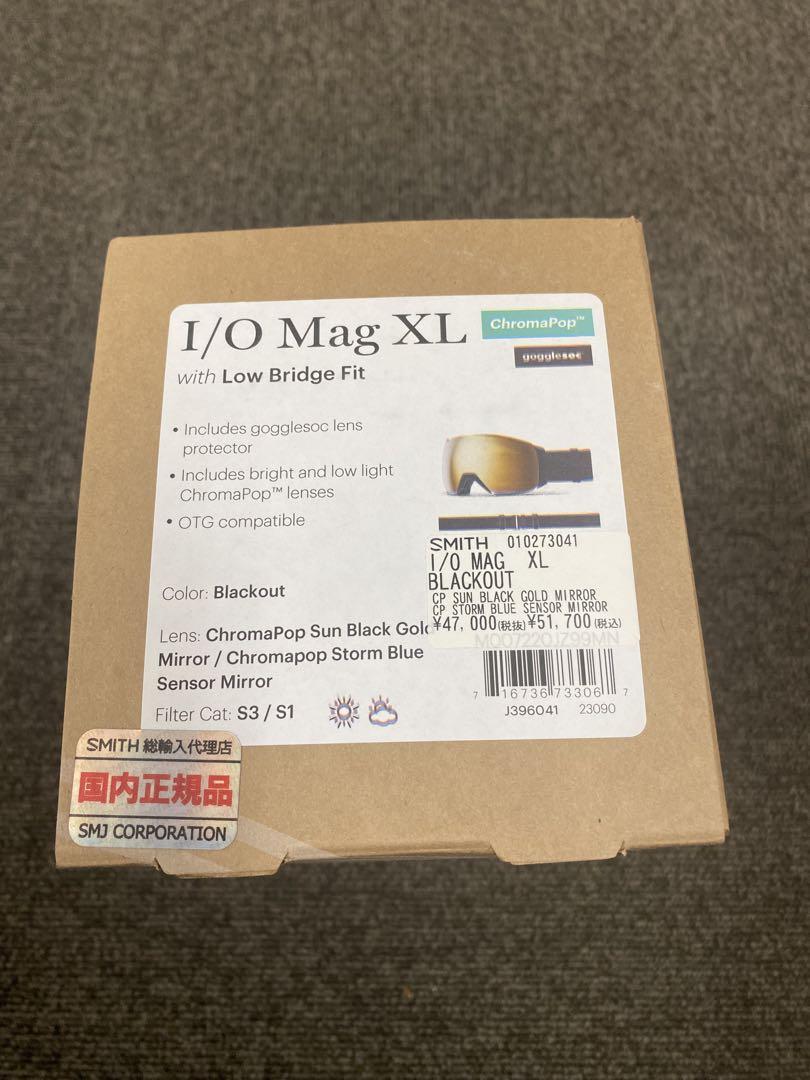 I/O Mag XL
ChromaPop™
with Low Bridge Fit
gogglesoc
• Includes gogglesoc lens
protector
• Includes bright and low light
ChromaPop™ lenses
• OTG compatible
Color: Blackout
Lens: ChromaPop Sun Black Gold
Mirror / Chromapop Storm Blue
Sensor Mirror
Filter Cat: S3 / S1
SMITH 010273041
I/O MAG XL
BLACKOUT
CP SUN BLACK GOLD MIRROR
CP STORM BLUE SENSOR MIRROR
¥47,000(税抜)¥51,700(税込)
M007220JZ99MN
7 16736 73306 7
J396041 23090
SMITH 総輸入代理店
国内正規品
SMJ CORPORATION